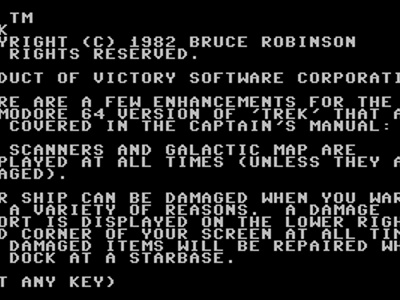 TM
K
YRIGHT (C) 1982 BRUCE ROBINSON
RIGHTS RESERVED.
DUCT OF VICTORY SOFTWARE CORPORATI
RE ARE A FEW ENHANCEMENTS FOR THE
MODORE 64 VERSION OF 'TREK' THAT A
COVERED IN THE CAPTAIN'S MANUAL:
SCANNERS AND GALACTIC MAP ARE
PLAYED AT ALL TIMES (UNLESS THEY A
AGED).
R SHIP CAN BE DAMAGED WHEN YOU WAR
A VARIETY OF REASONS. A DAMAGE
ORT IS DISPLAYED ON THE LOWER RIGH
D CORNER OF YOUR SCREEN AT ALL TIM
DAMAGED ITEMS WILL BE REPAIRED WH
DOCK AT A STARBASE.
T ANY KEY)